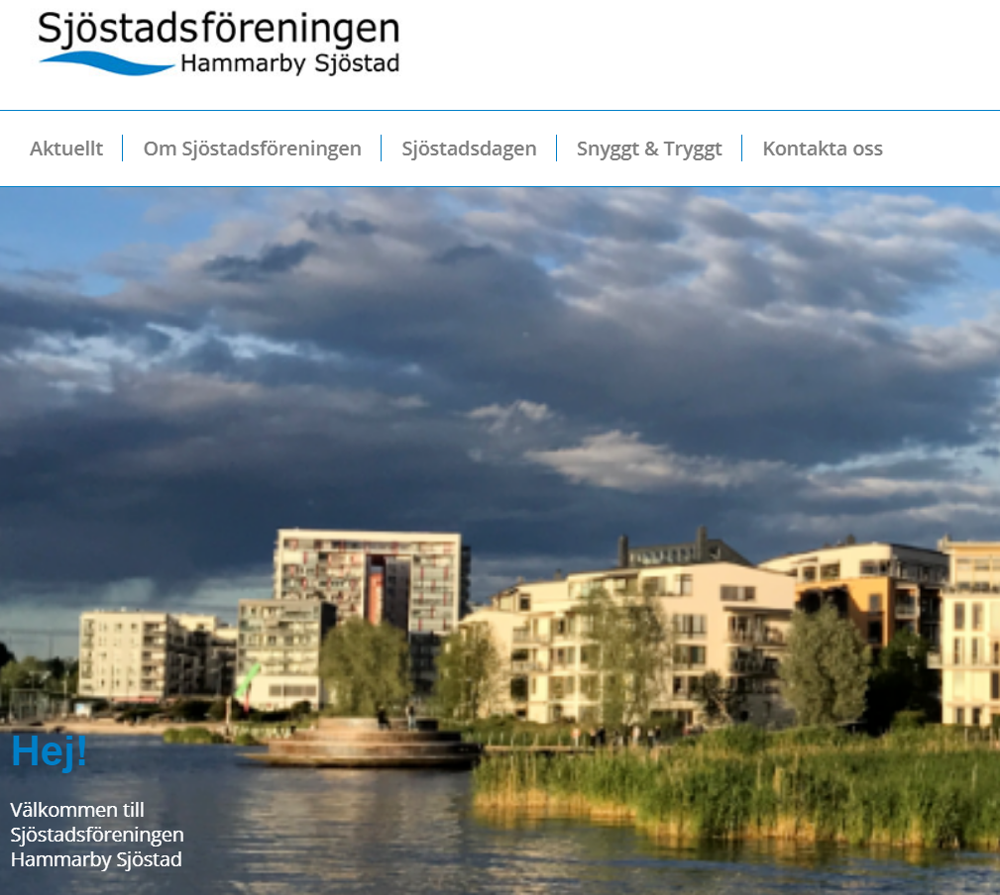 Sjöstadsföreningen
Hammarby Sjöstad
Aktuellt
Om Sjöstadsföreningen
Sjöstadsdagen
Snyggt & Tryggt
Kontakta oss
Hej!
Välkommen till
Sjöstadsföreningen
Hammarby Sjöstad